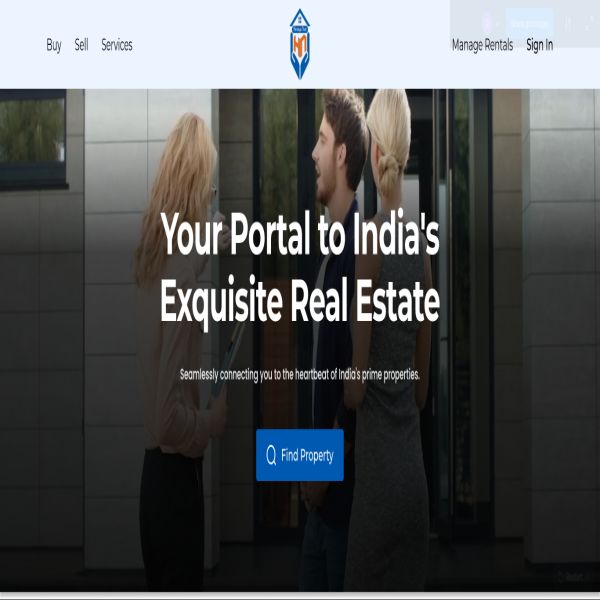 Buy Sell Services Manage Rentals Sign In
Your Portal to India's
Exquisite Real Estate
Seamlessly connecting you to the heartbeat of India's prime properties.
Find Property
Restart